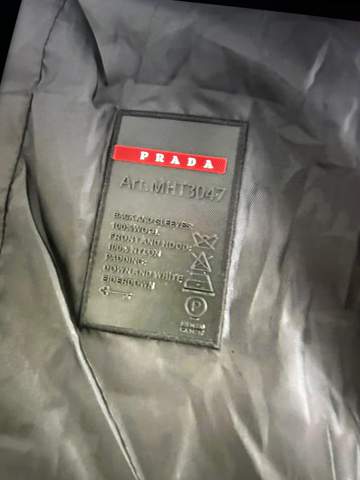 PRADA
Art.MHT3047
BACK AND SLEEVES:
100% WOOL
FRONT AND HOOD:
100% NYLON
PADDING:
DOWN AND WHITE
EIDERDOWN
P